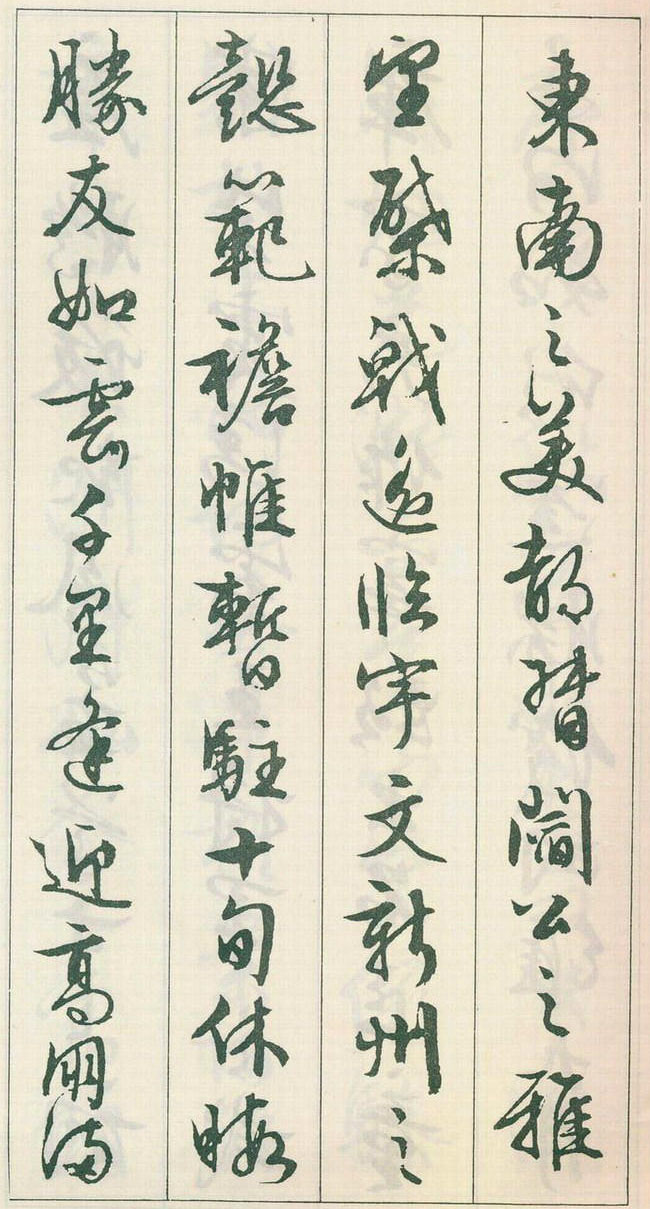 東南之美都督閻公之雅
望棨戟遙臨宇文新州之
懿範襜帷暫駐十旬休暇
勝友如雲千里逢迎高朋滿